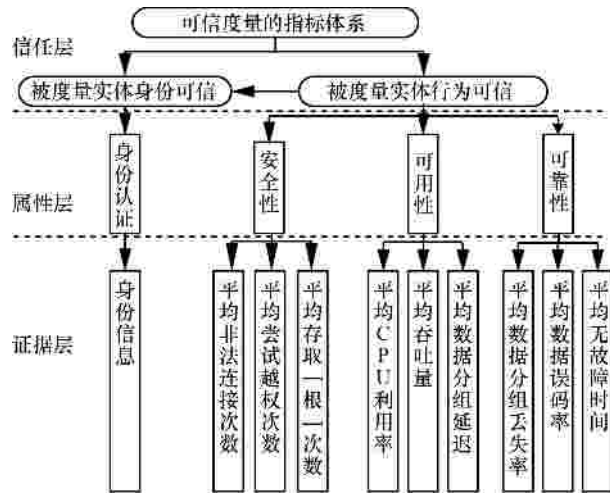 可信度量的指标体系
信任层
被度量实体身份可信
被度量实体行为可信
属性层
身份认证
安全性
可用性
可靠性
证据层
身份信息
平均非法连接次数
平均尝试越权次数
平均存取一根一次数
平均CPU利用率
平均吞吐量
平均数据分组延迟
平均数据分组丢失率
平均数据误码率
平均无故障时间